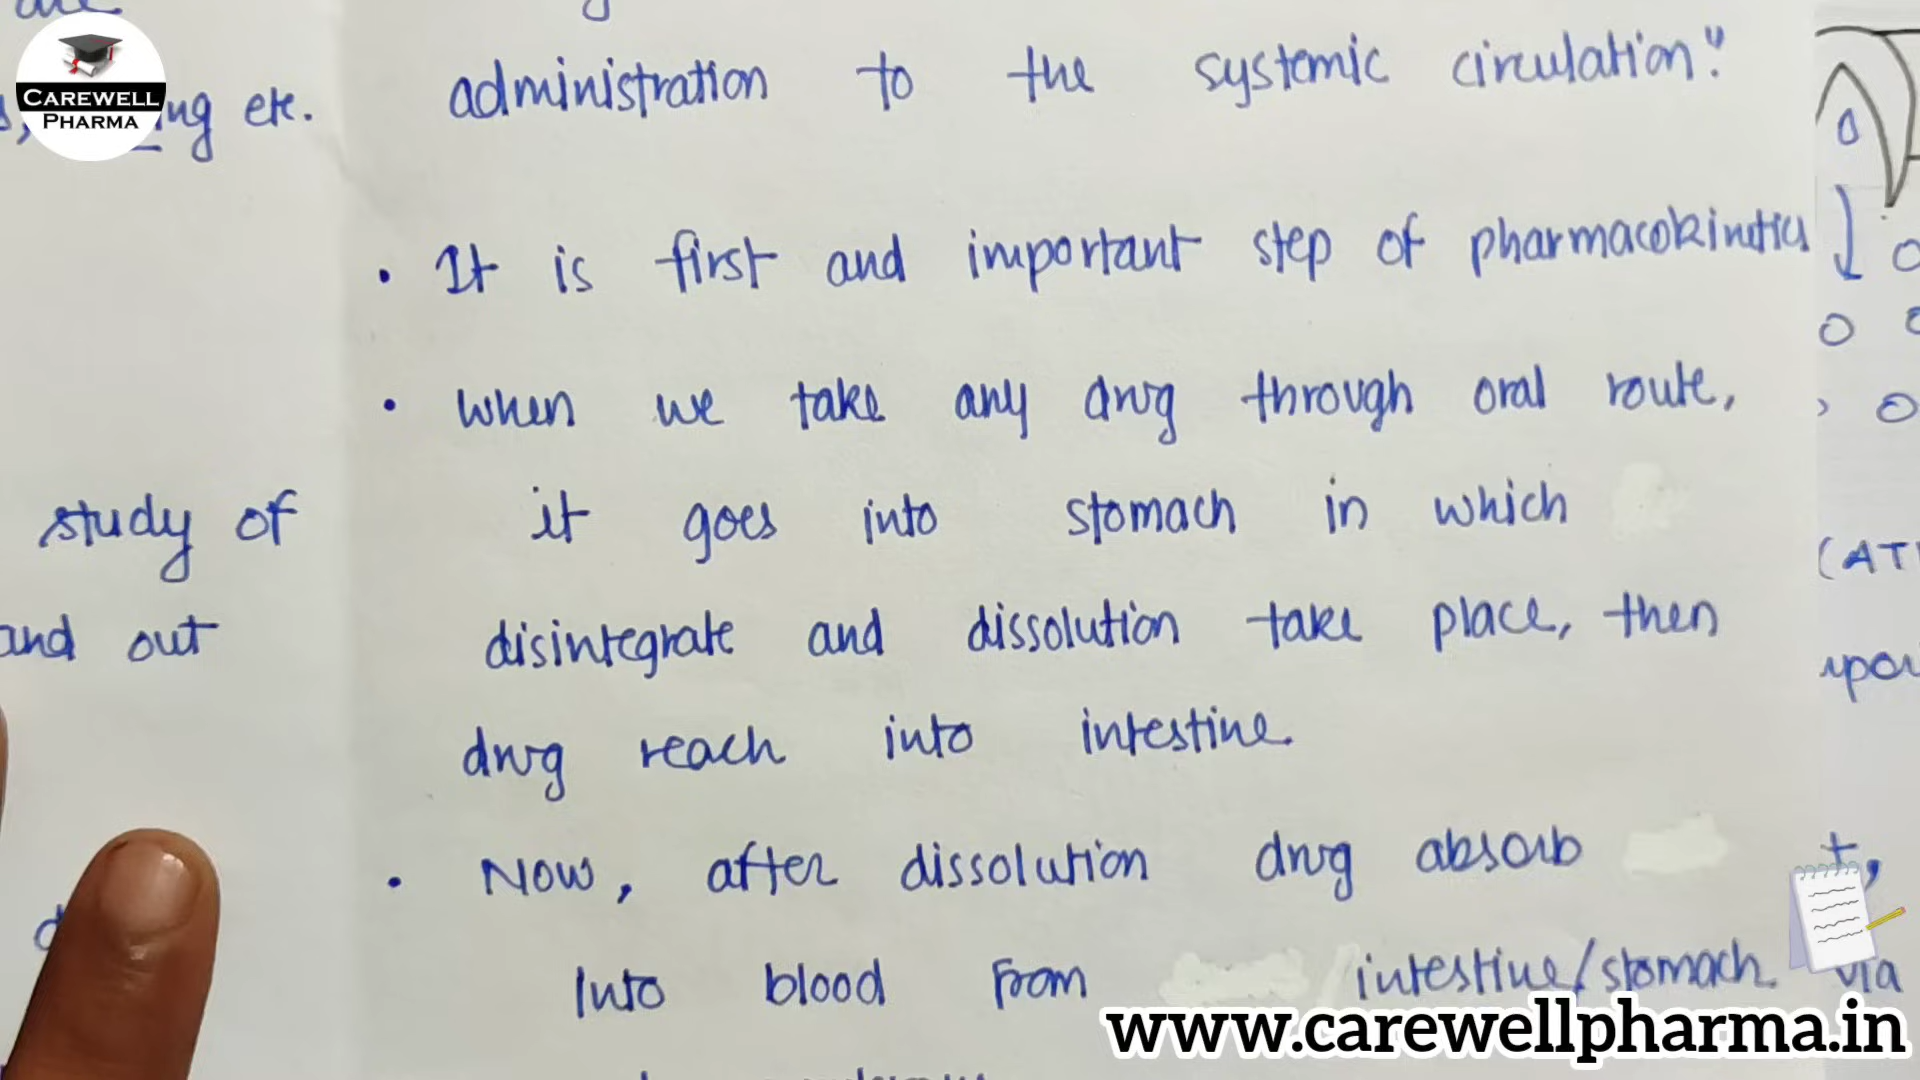 CAREWELL
PHARMA
ng etc.
study of
and out
administration to the systemic circulation."
• It is first and important step of pharmacokinetics
• When we take any drug through oral route,
it goes into stomach in which
disintegrate and dissolution take place, then
drug reach into intestine.
• Now, after dissolution drug absorb
Into blood from intestine/stomach
(AT
via
www.carewellpharma.in